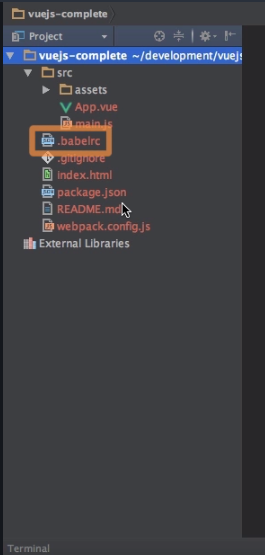 vuejs-complete
Project
vuejs-complete ~/development/vuejs
src
assets
App.vue
main.js
.babelrc
.gitignore
index.html
package.json
README.md
webpack.config.js
External Libraries
Terminal